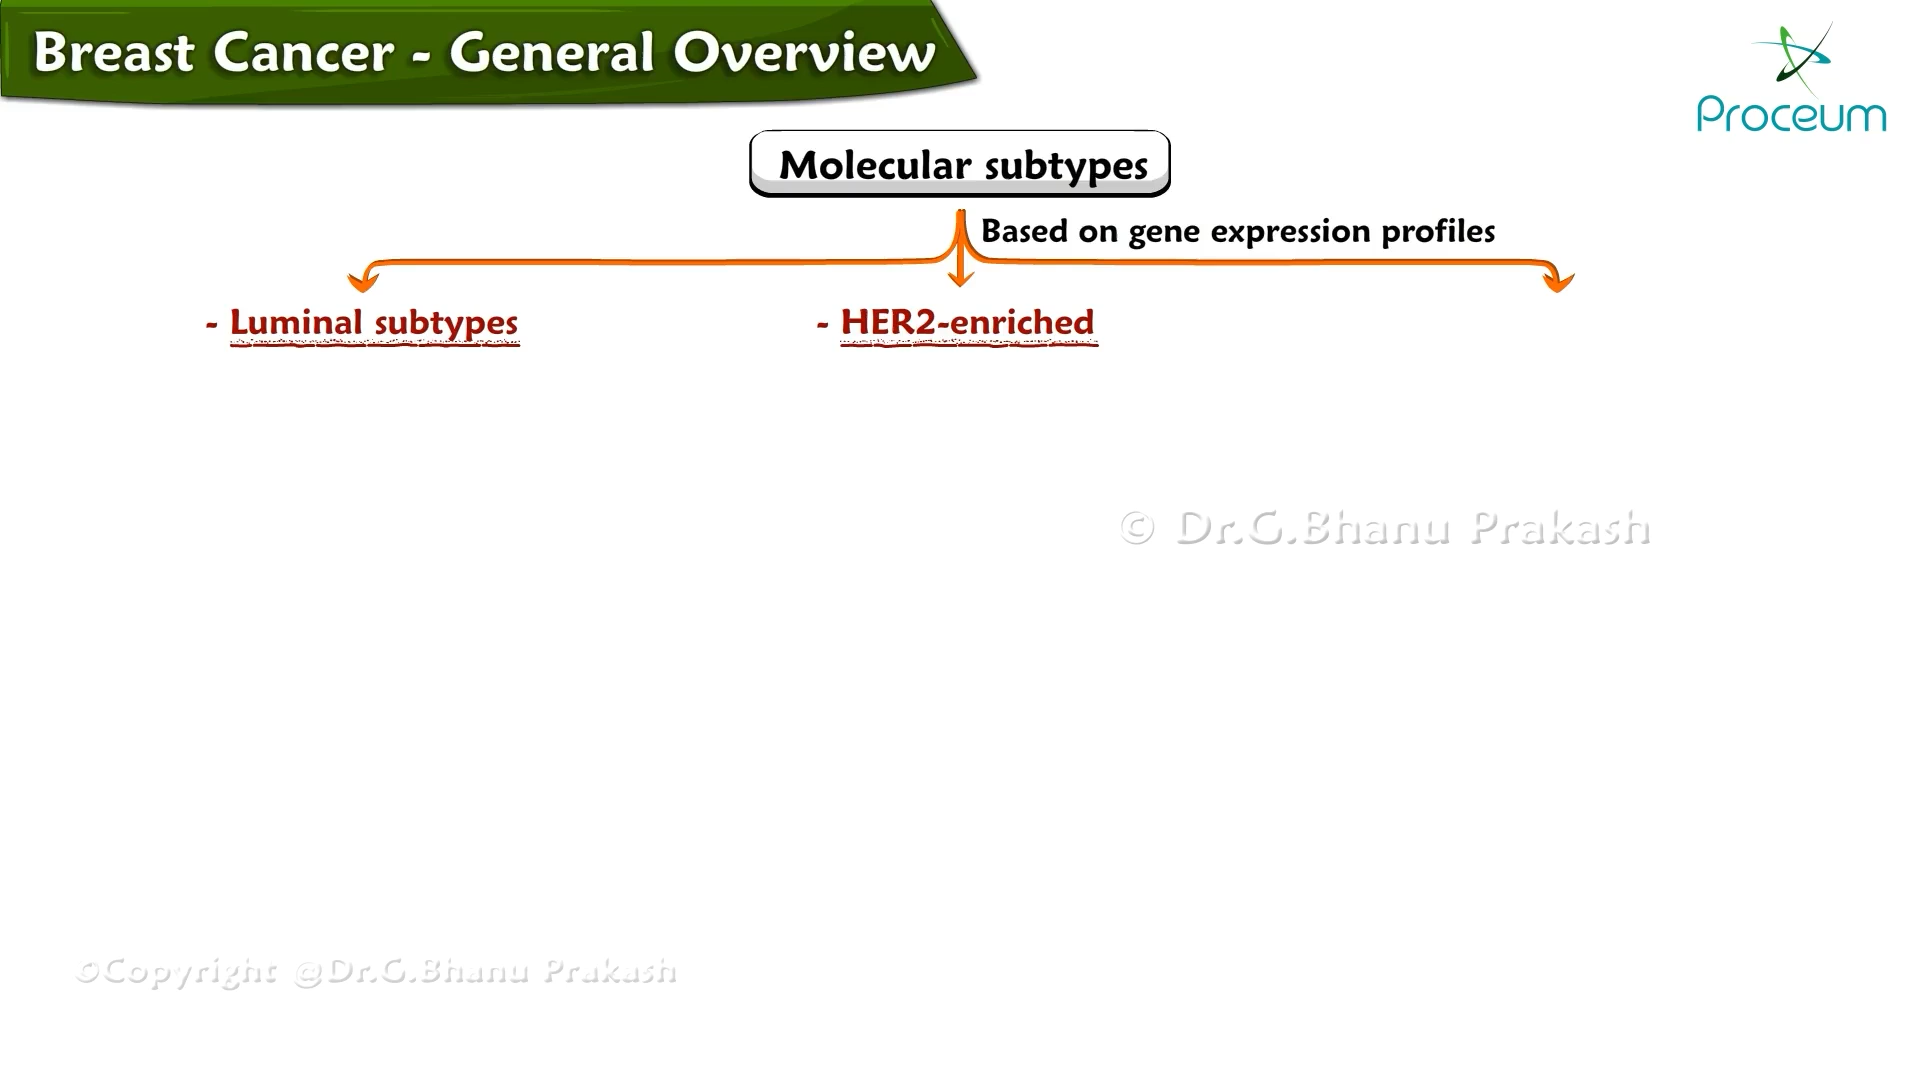 Breast Cancer - General Overview
Proceum
Molecular subtypes
Based on gene expression profiles
- Luminal subtypes
- HER2-enriched
© Dr.G.Bhanu Prakash
©Copyright @Dr.G.Bhanu Prakash